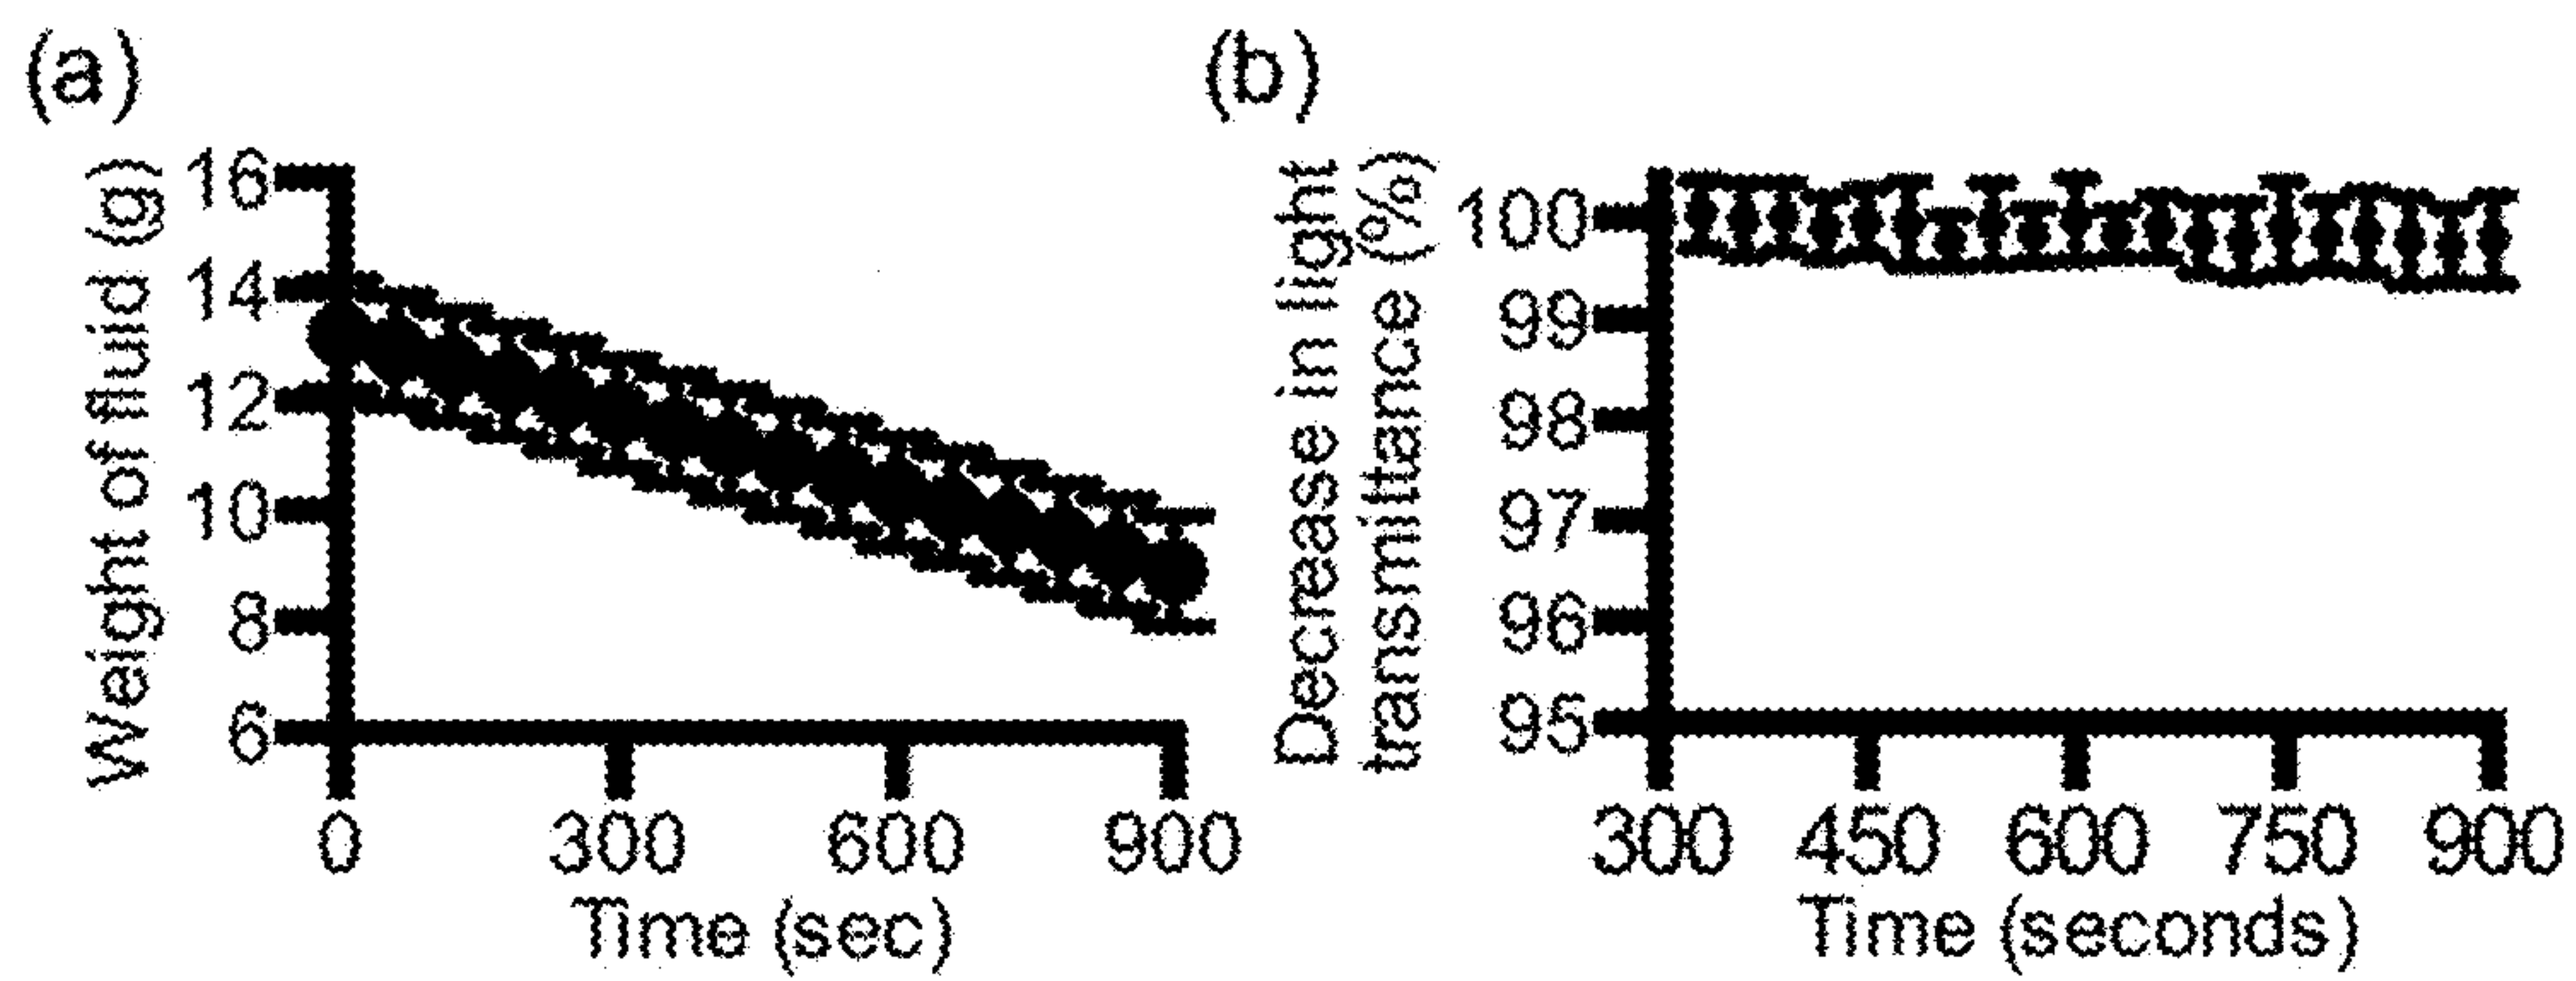 (a)
Weight of fluid (g)
16
14
12
10
8
6
0 300 600 900
Time (sec)
(b)
Decrease in light
transmittance (%)
100
99
98
97
96
95
300 450 600 750 900
Time (seconds)